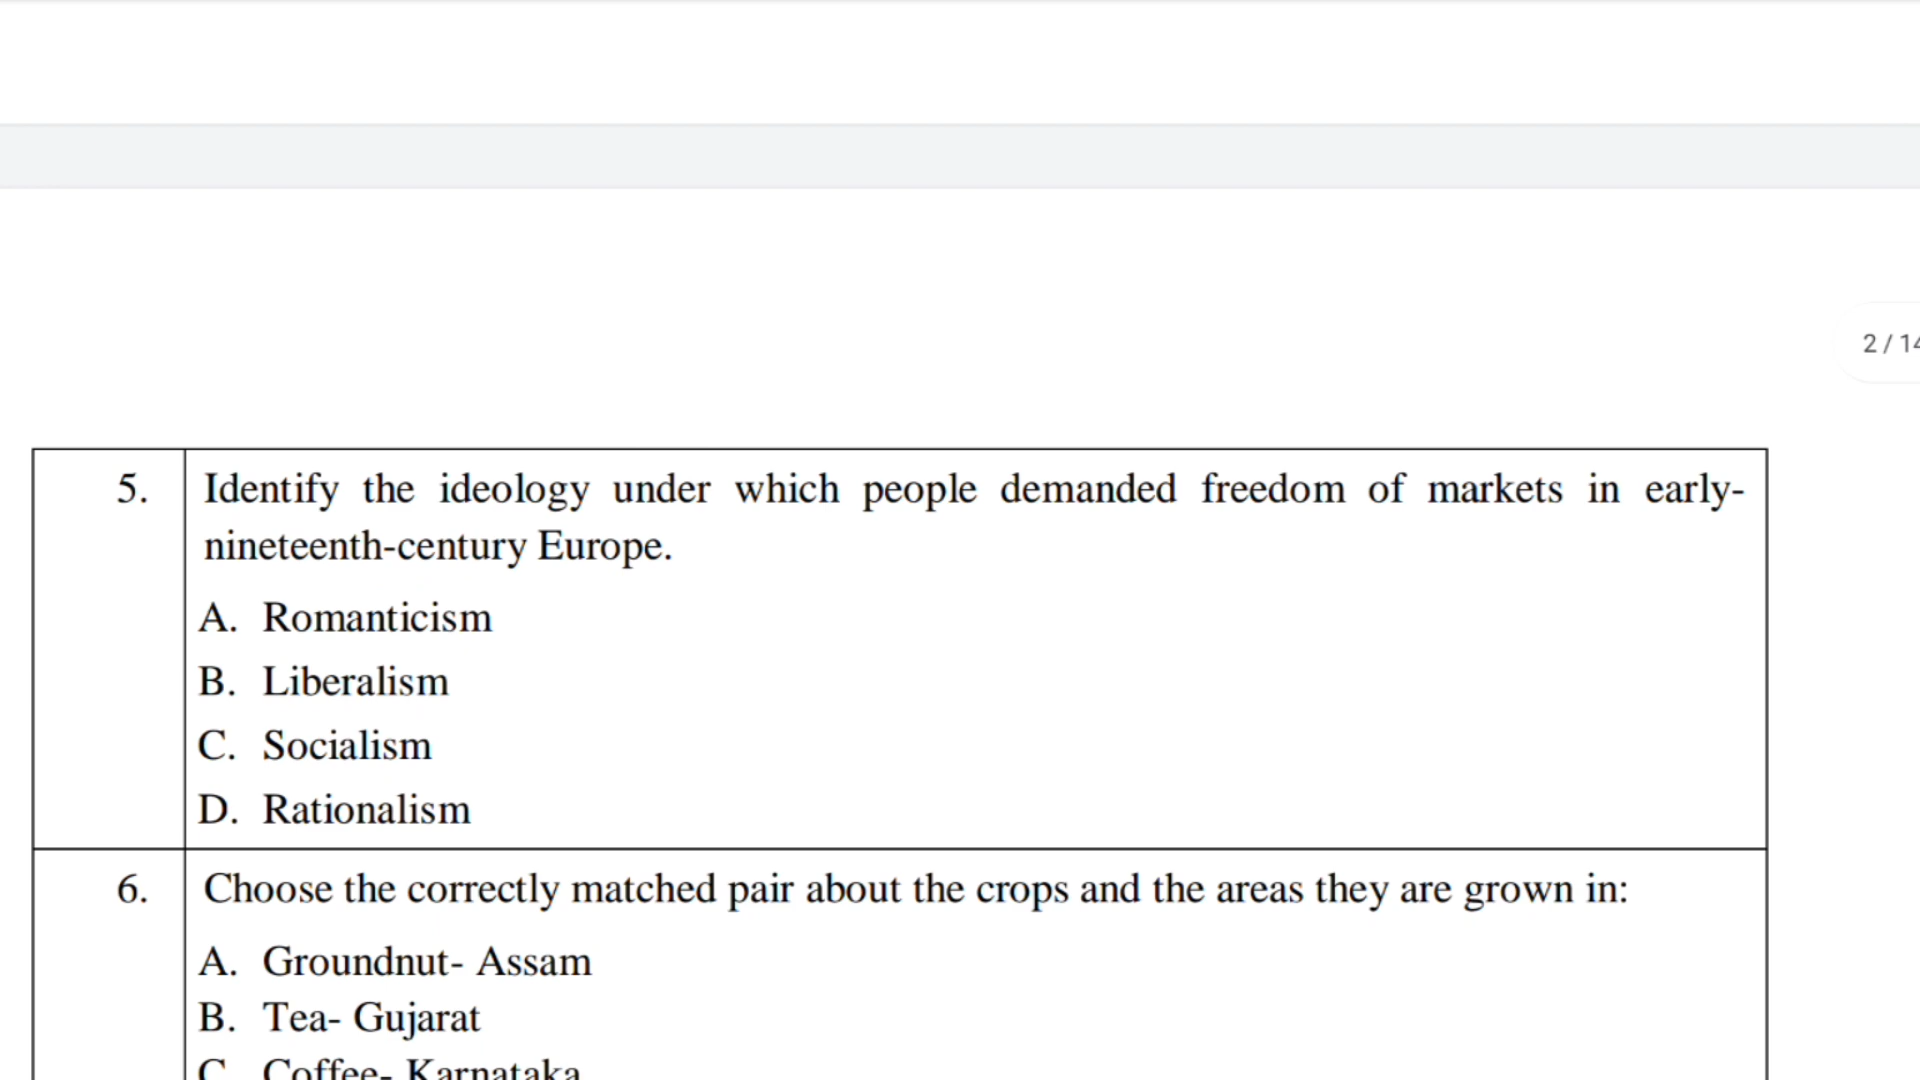 2 / 14
5. Identify the ideology under which people demanded freedom of markets in early-
nineteenth-century Europe.
A. Romanticism
B. Liberalism
C. Socialism
D. Rationalism
6. Choose the correctly matched pair about the crops and the areas they are grown in:
A. Groundnut- Assam
B. Tea- Gujarat
C. Coffee- Karnataka